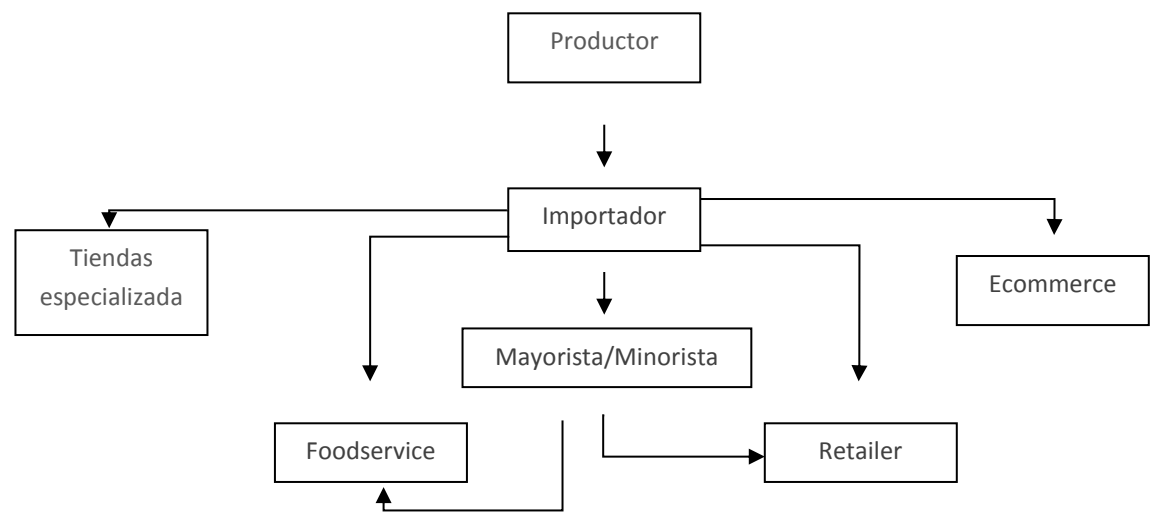 Productor
Importador
Tiendas
especializada
Ecommerce
Mayorista/Minorista
Foodservice
Retailer